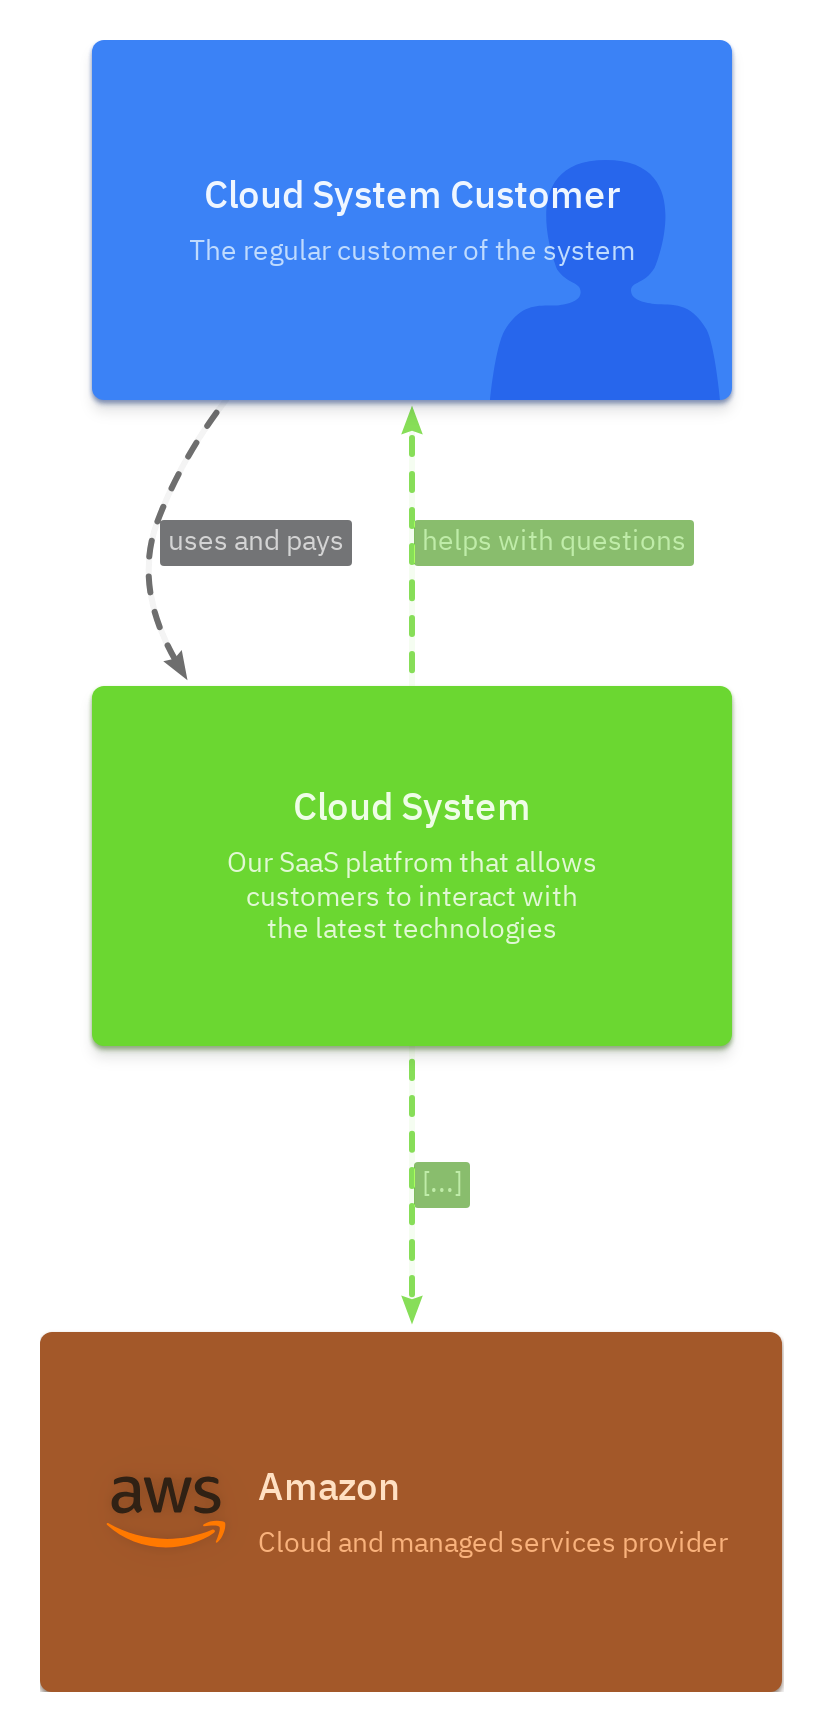 Cloud System Customer
The regular customer of the system
uses and pays
helps with questions
Cloud System
Our SaaS platfrom that allows
customers to interact with
the latest technologies
[...]
aws
Amazon
Cloud and managed services provider